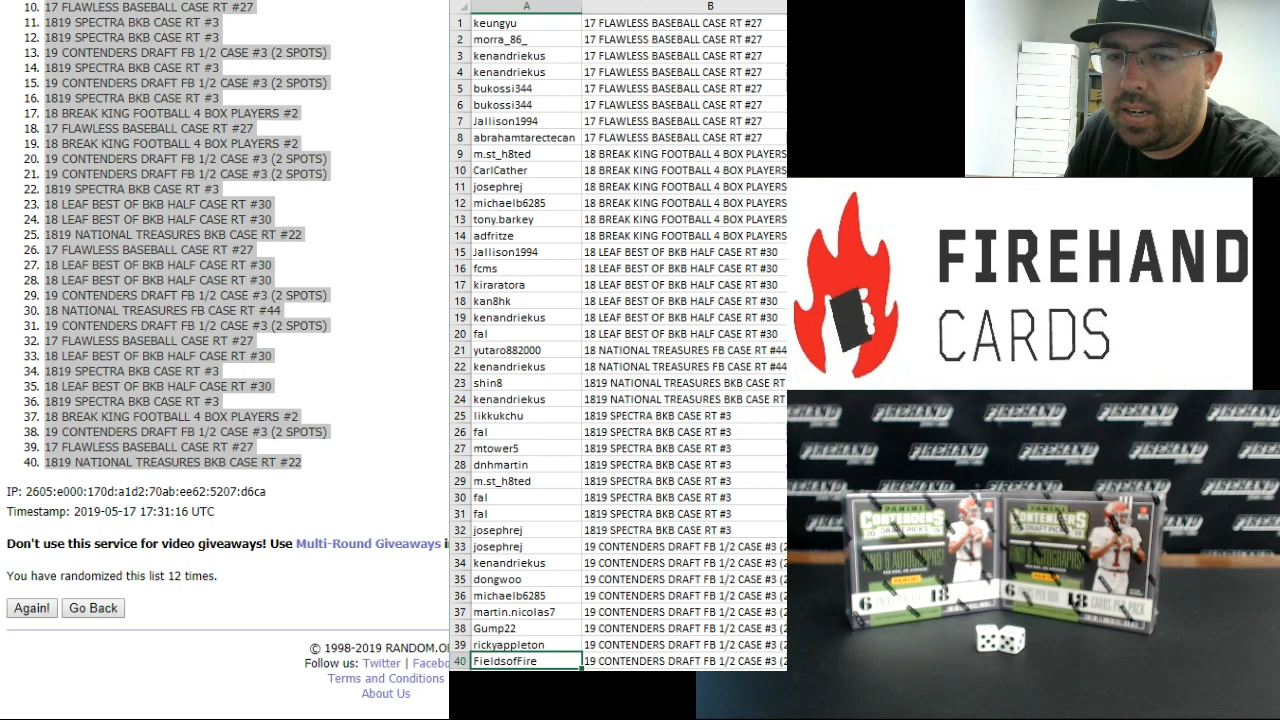 10. 17 FLAWLESS BASEBALL CASE RT #27
11. 1819 SPECTRA BKB CASE RT #3
12. 1819 SPECTRA BKB CASE RT #3
13. 19 CONTENDERS DRAFT FB 1/2 CASE #3 (2 SPOTS)
14. 1819 SPECTRA BKB CASE RT #3
15. 19 CONTENDERS DRAFT FB 1/2 CASE #3 (2 SPOTS)
16. 1819 SPECTRA BKB CASE RT #3
17. 18 BREAK KING FOOTBALL 4 BOX PLAYERS #2
18. 17 FLAWLESS BASEBALL CASE RT #27
19. 18 BREAK KING FOOTBALL 4 BOX PLAYERS #2
20. 19 CONTENDERS DRAFT FB 1/2 CASE #3 (2 SPOTS)
21. 19 CONTENDERS DRAFT FB 1/2 CASE #3 (2 SPOTS)
22. 1819 SPECTRA BKB CASE RT #3
23. 18 LEAF BEST OF BKB HALF CASE RT #30
24. 18 LEAF BEST OF BKB HALF CASE RT #30
25. 1819 NATIONAL TREASURES BKB CASE RT #22
26. 17 FLAWLESS BASEBALL CASE RT #27
27. 18 LEAF BEST OF BKB HALF CASE RT #30
28. 18 LEAF BEST OF BKB HALF CASE RT #30
29. 19 CONTENDERS DRAFT FB 1/2 CASE #3 (2 SPOTS)
30. 18 NATIONAL TREASURES FB CASE RT #44
31. 19 CONTENDERS DRAFT FB 1/2 CASE #3 (2 SPOTS)
32. 17 FLAWLESS BASEBALL CASE RT #27
33. 18 LEAF BEST OF BKB HALF CASE RT #30
34. 1819 SPECTRA BKB CASE RT #3
35. 18 LEAF BEST OF BKB HALF CASE RT #30
36. 1819 SPECTRA BKB CASE RT #3
37. 18 BREAK KING FOOTBALL 4 BOX PLAYERS #2
38. 19 CONTENDERS DRAFT FB 1/2 CASE #3 (2 SPOTS)
39. 17 FLAWLESS BASEBALL CASE RT #27
40. 1819 NATIONAL TREASURES BKB CASE RT #22
IP: 2605:e000:170d:a1d2:70ab:ee62:5207:d6ca
Timestamp: 2019-05-17 17:31:16 UTC
Don't use this service for video giveaways! Use Multi-Round Giveaways i
You have randomized this list 12 times.
Again! Go Back
© 1998-2019 RANDOM.O
Follow us: Twitter | Facebo
Terms and Conditions
About Us
A B
1 keungyu 17 FLAWLESS BASEBALL CASE RT #27
2 morra_86_ 17 FLAWLESS BASEBALL CASE RT #27
3 kenandriekus 17 FLAWLESS BASEBALL CASE RT #27
4 kenandriekus 17 FLAWLESS BASEBALL CASE RT #27
5 bukossi344 17 FLAWLESS BASEBALL CASE RT #27
6 bukossi344 17 FLAWLESS BASEBALL CASE RT #27
7 Jallison1994 17 FLAWLESS BASEBALL CASE RT #27
8 abrahamtarectecan 17 FLAWLESS BASEBALL CASE RT #27
9 m.st_h8ted 18 BREAK KING FOOTBALL 4 BOX PLAYERS
10 CarlCather 18 BREAK KING FOOTBALL 4 BOX PLAYERS
11 josephrej 18 BREAK KING FOOTBALL 4 BOX PLAYERS
12 michaelb6285 18 BREAK KING FOOTBALL 4 BOX PLAYERS
13 tony.barkey 18 BREAK KING FOOTBALL 4 BOX PLAYERS
14 adfritze 18 BREAK KING FOOTBALL 4 BOX PLAYERS
15 Jallison1994 18 LEAF BEST OF BKB HALF CASE RT #30
16 fcms 18 LEAF BEST OF BKB HALF CASE RT #30
17 kiraratora 18 LEAF BEST OF BKB HALF CASE RT #30
18 kan8hk 18 LEAF BEST OF BKB HALF CASE RT #30
19 kenandriekus 18 LEAF BEST OF BKB HALF CASE RT #30
20 fal 18 LEAF BEST OF BKB HALF CASE RT #30
21 yutaro882000 18 NATIONAL TREASURES FB CASE RT #44
22 kenandriekus 18 NATIONAL TREASURES FB CASE RT #44
23 shin8 1819 NATIONAL TREASURES BKB CASE RT
24 kenandriekus 1819 NATIONAL TREASURES BKB CASE RT
25 likkukchu 1819 SPECTRA BKB CASE RT #3
26 fal 1819 SPECTRA BKB CASE RT #3
27 mtower5 1819 SPECTRA BKB CASE RT #3
28 dnhmartin 1819 SPECTRA BKB CASE RT #3
29 m.st_h8ted 1819 SPECTRA BKB CASE RT #3
30 fal 1819 SPECTRA BKB CASE RT #3
31 fal 1819 SPECTRA BKB CASE RT #3
32 josephrej 1819 SPECTRA BKB CASE RT #3
33 josephrej 19 CONTENDERS DRAFT FB 1/2 CASE #3 (2
34 kenandriekus 19 CONTENDERS DRAFT FB 1/2 CASE #3 (2
35 dongwoo 19 CONTENDERS DRAFT FB 1/2 CASE #3 (2
36 michaelb6285 19 CONTENDERS DRAFT FB 1/2 CASE #3 (2
37 martin.nicolas7 19 CONTENDERS DRAFT FB 1/2 CASE #3 (2
38 Gump22 19 CONTENDERS DRAFT FB 1/2 CASE #3 (2
39 rickyappleton 19 CONTENDERS DRAFT FB 1/2 CASE #3 (2
40 FieldsofFire 19 CONTENDERS DRAFT FB 1/2 CASE #3 (2
FIREHAND
CARDS
FIREHAND FIREHAND FIREHAND
PANINI PANINI
CONTENDERS CONTENDERS
DRAFT PICKS DRAFT PICKS
FIND 6 AUTOGRAPHS! FIND 6 AUTOGRAPHS!
6 18 6 18 CARDS PER PACK